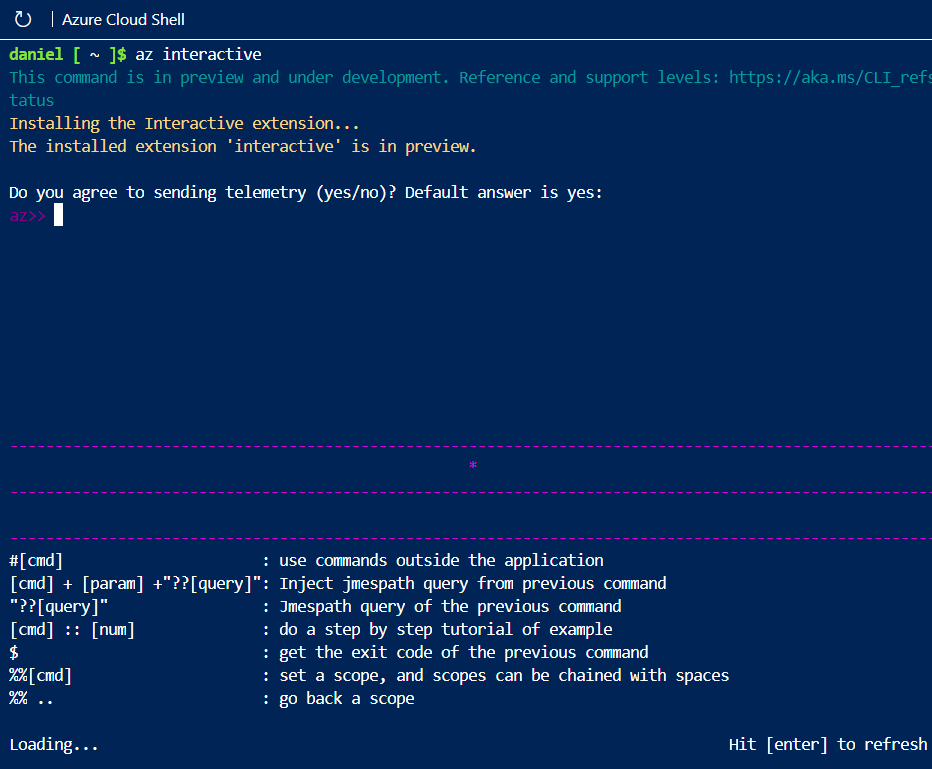 Azure Cloud Shell
daniel [ ~ ]$ az interactive
This command is in preview and under development. Reference and support levels: https://aka.ms/CLI_refs
tatus
Installing the Interactive extension...
The installed extension 'interactive' is in preview.
Do you agree to sending telemetry (yes/no)? Default answer is yes:
az>>
*
#[cmd] : use commands outside the application
[cmd] + [param] +"??[query]": Inject jmespath query from previous command
"??[query]" : Jmespath query of the previous command
[cmd] :: [num] : do a step by step tutorial of example
$ : get the exit code of the previous command
%%[cmd] : set a scope, and scopes can be chained with spaces
%% .. : go back a scope
Loading... Hit [enter] to refresh